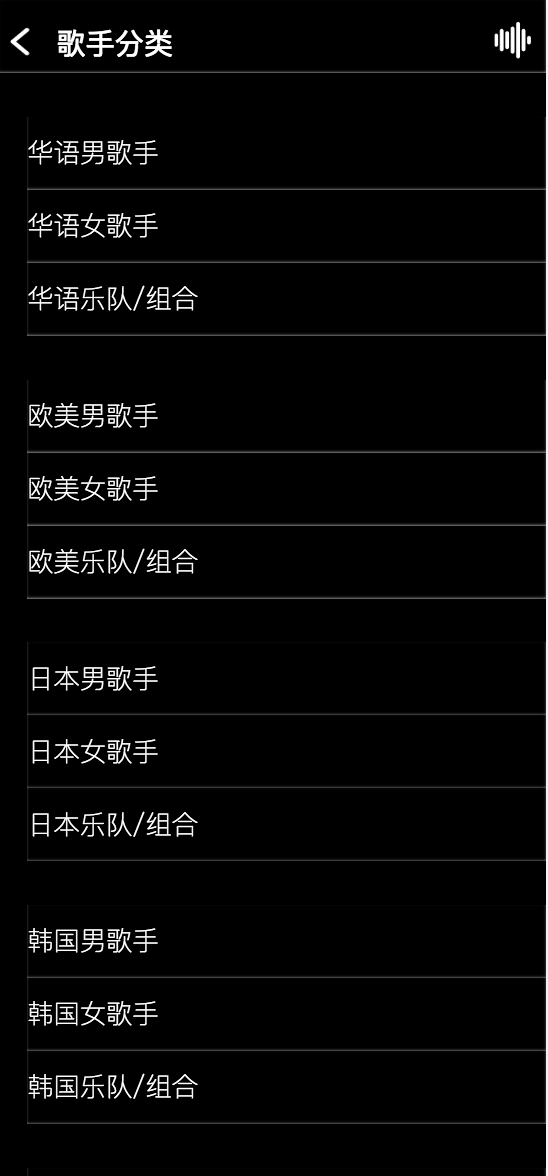 歌手分类
华语男歌手
华语女歌手
华语乐队/组合
欧美男歌手
欧美女歌手
欧美乐队/组合
日本男歌手
日本女歌手
日本乐队/组合
韩国男歌手
韩国女歌手
韩国乐队/组合